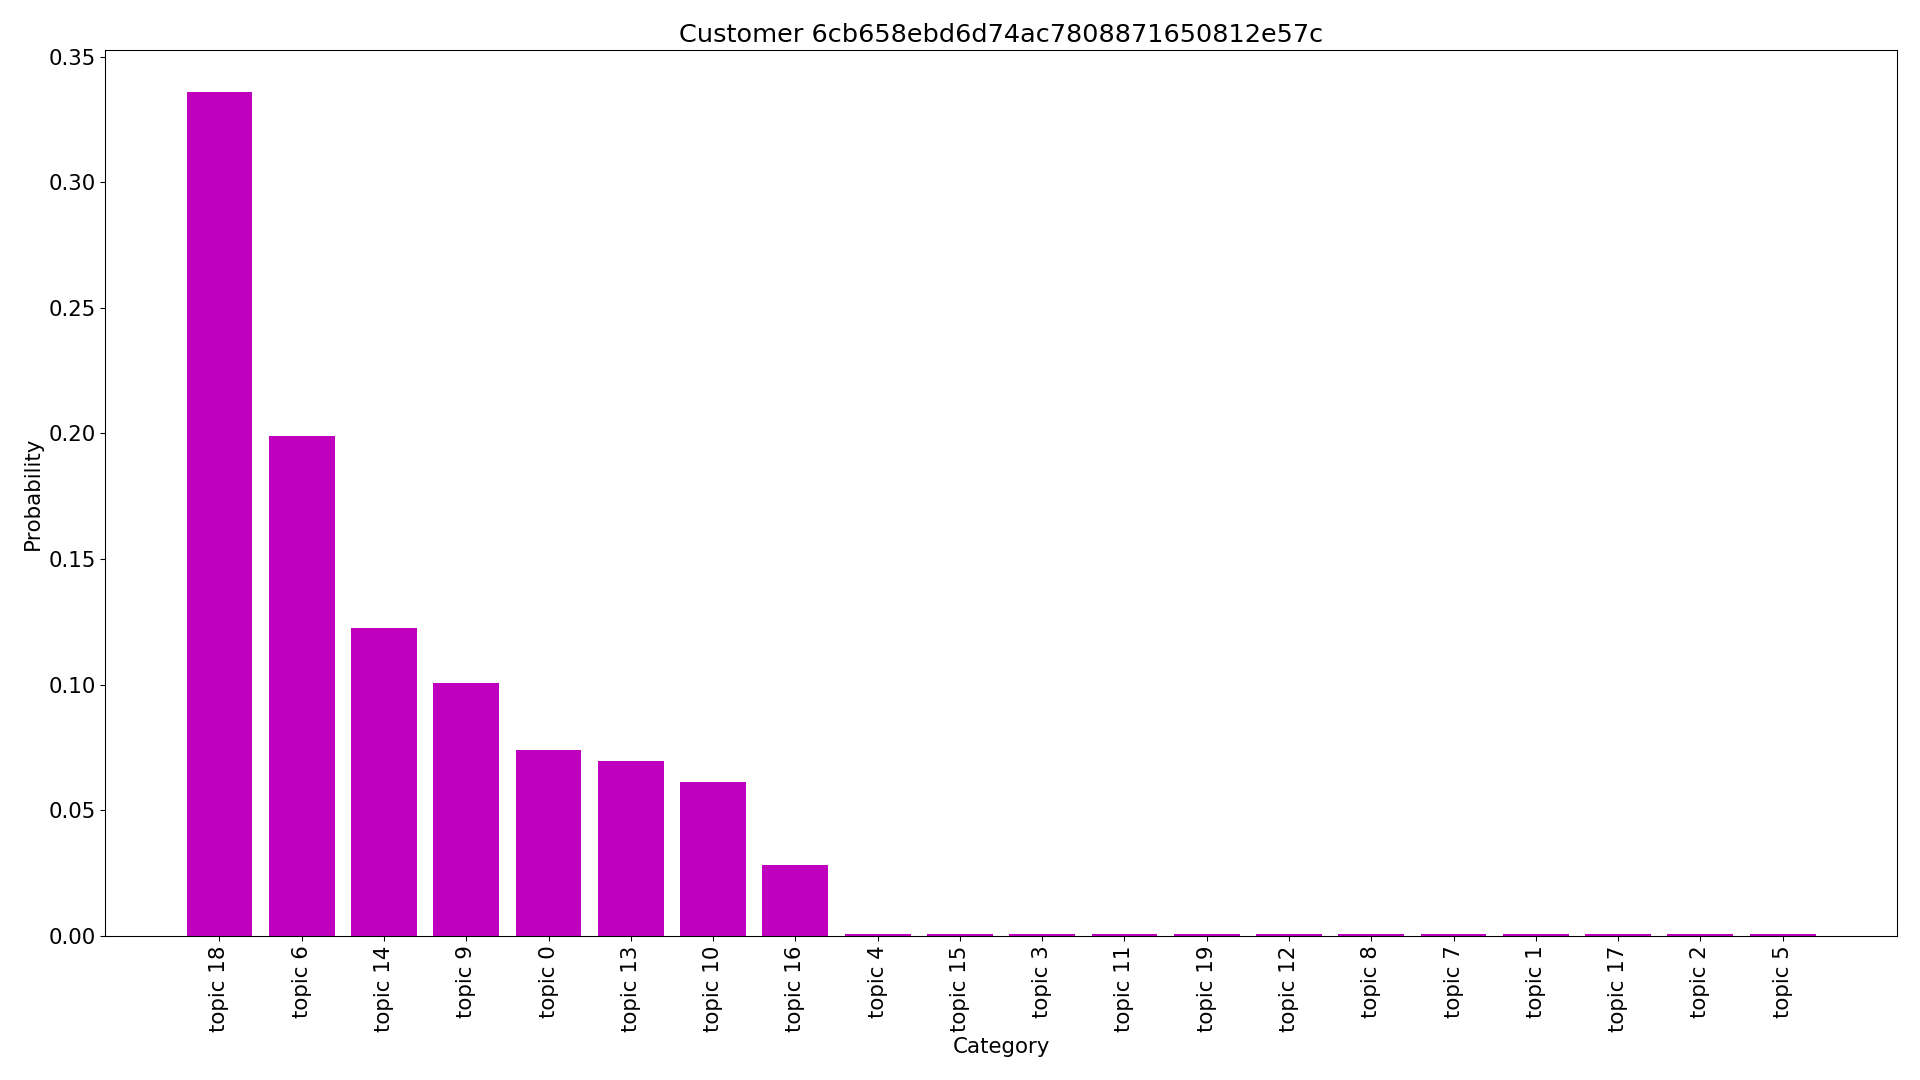 Customer 6cb658ebd6d74ac7808871650812e57c
0.35
0.30
0.25
0.20
0.15
0.10
0.05
0.00
Probability
topic 18
topic 6
topic 14
topic 9
topic 0
topic 13
topic 10
topic 16
topic 4
topic 15
topic 3
topic 11
topic 19
topic 12
topic 8
topic 7
topic 1
topic 17
topic 2
topic 5
Category